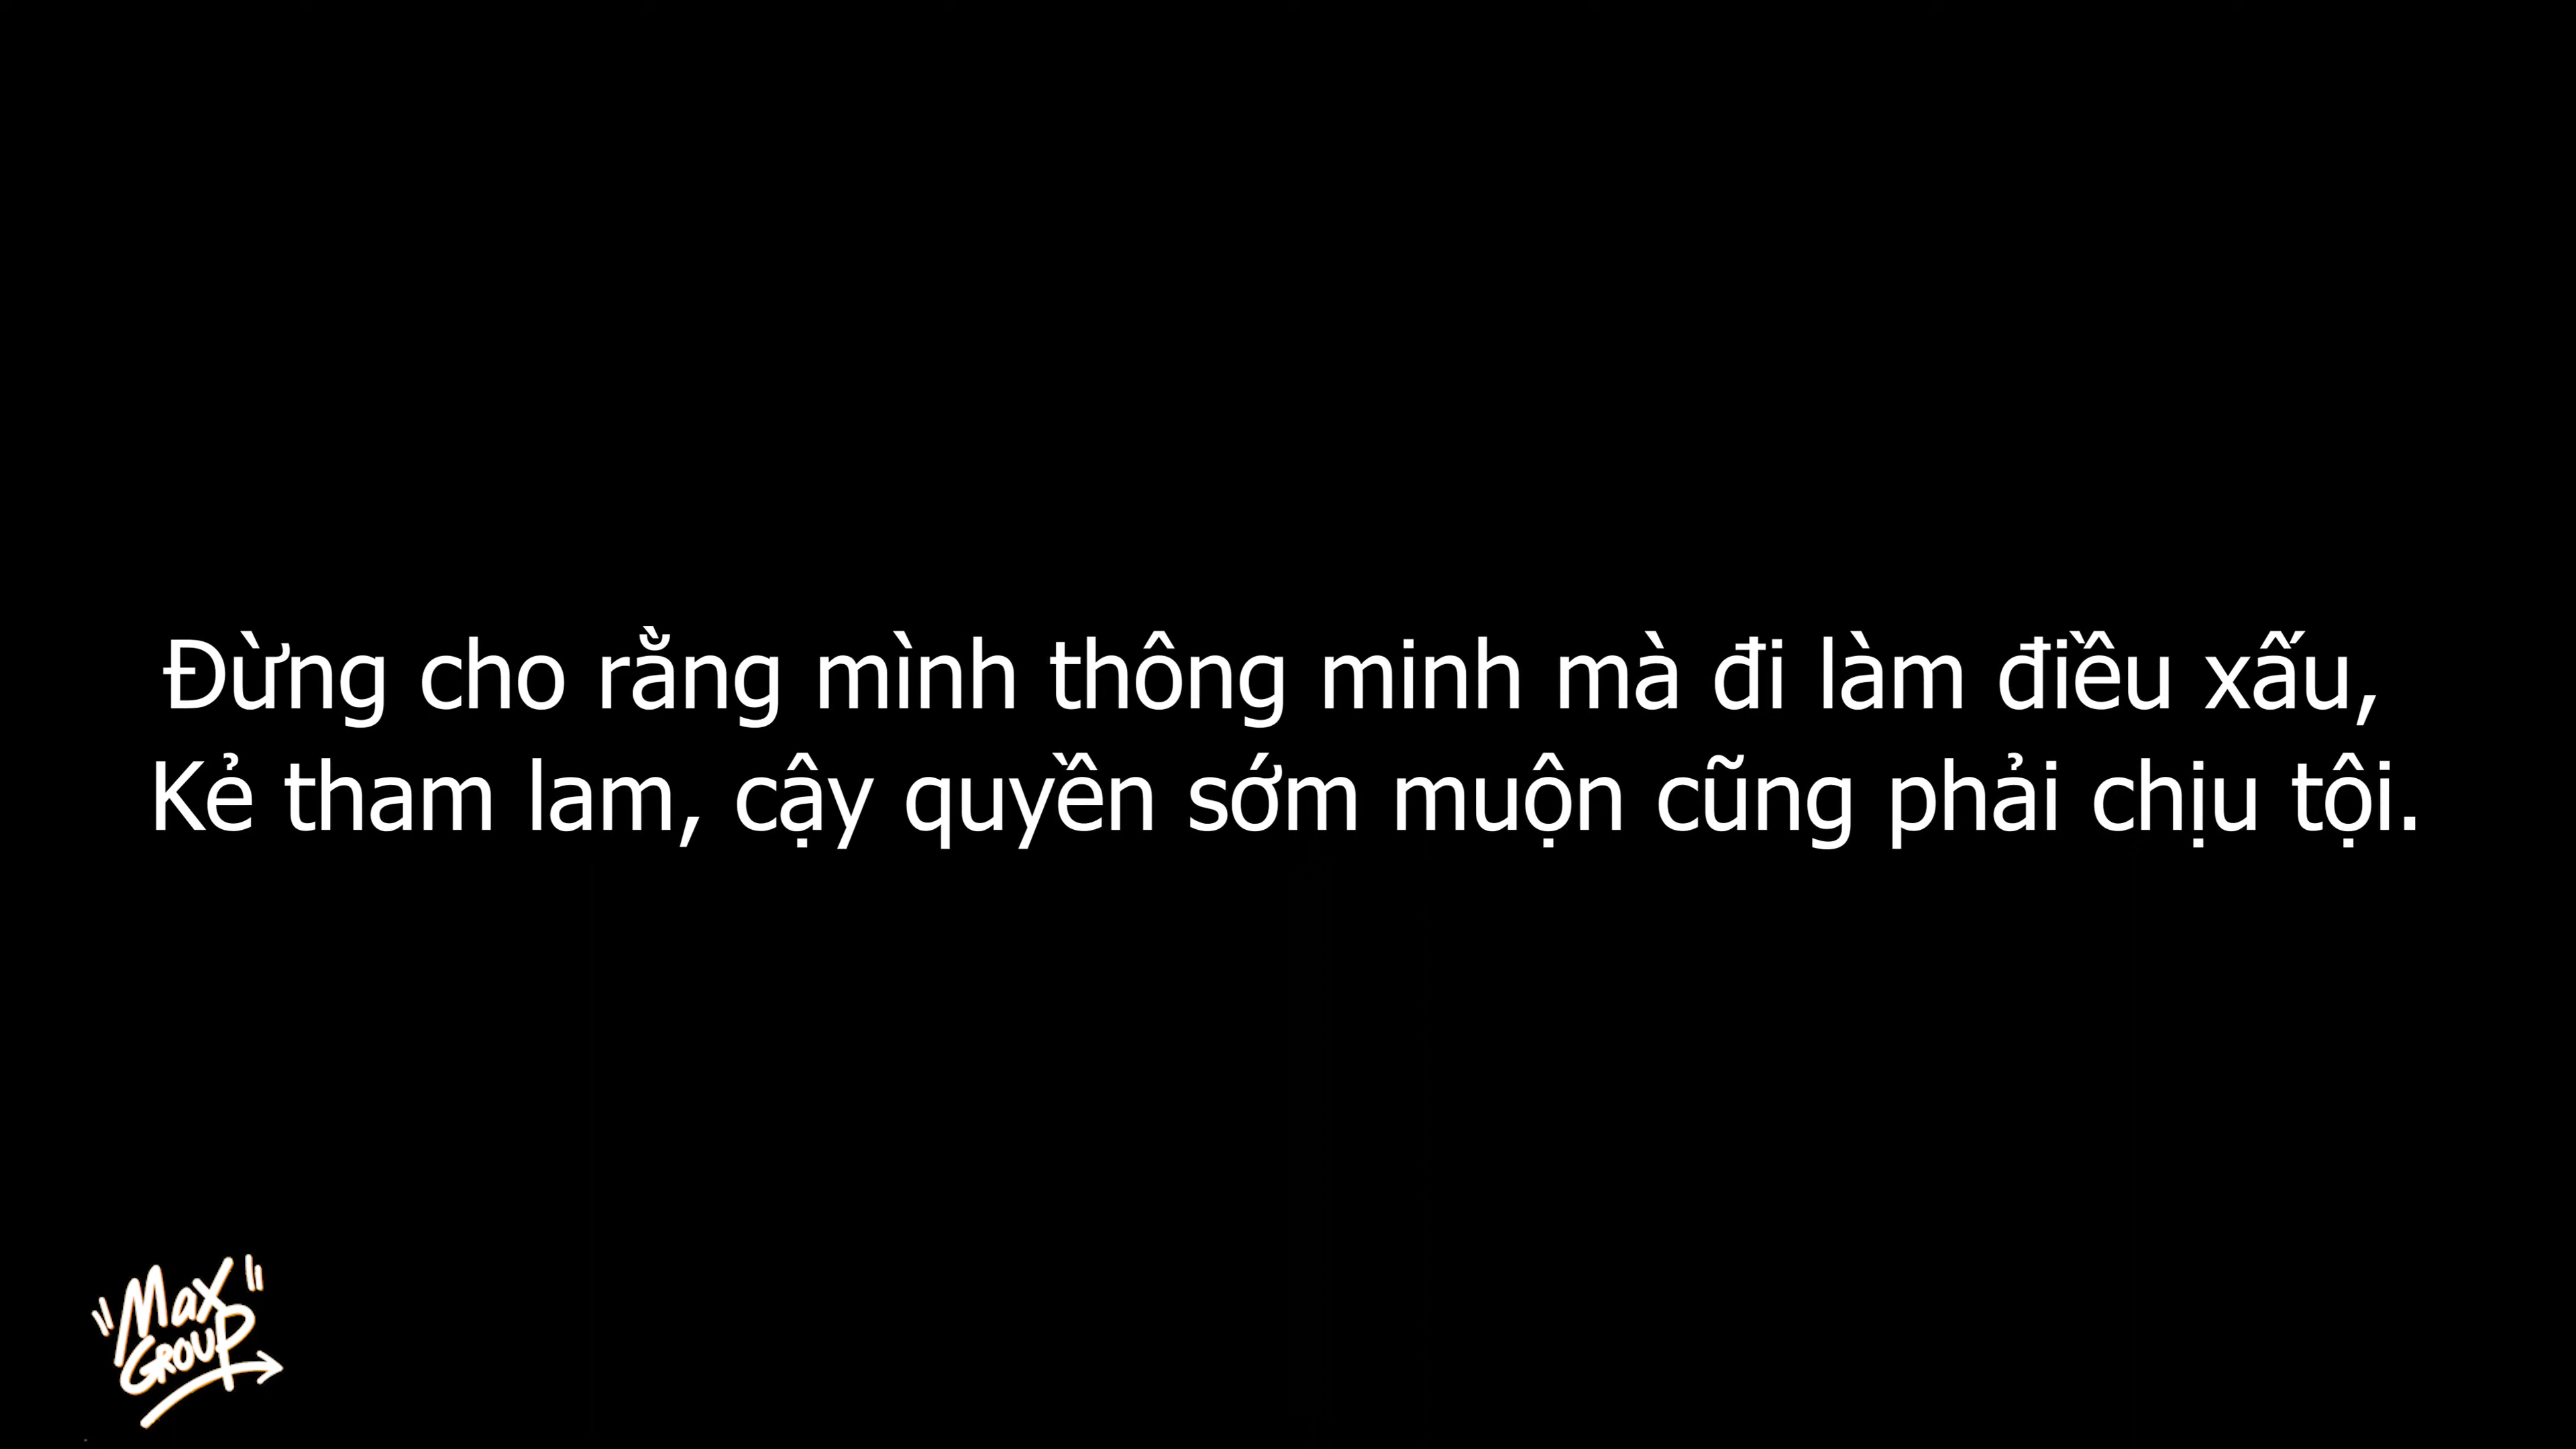 Đừng cho rằng mình thông minh mà đi làm điều xấu,
Kẻ tham lam, cậy quyền sớm muộn cũng phải chịu tội.
"Max
GROUP"